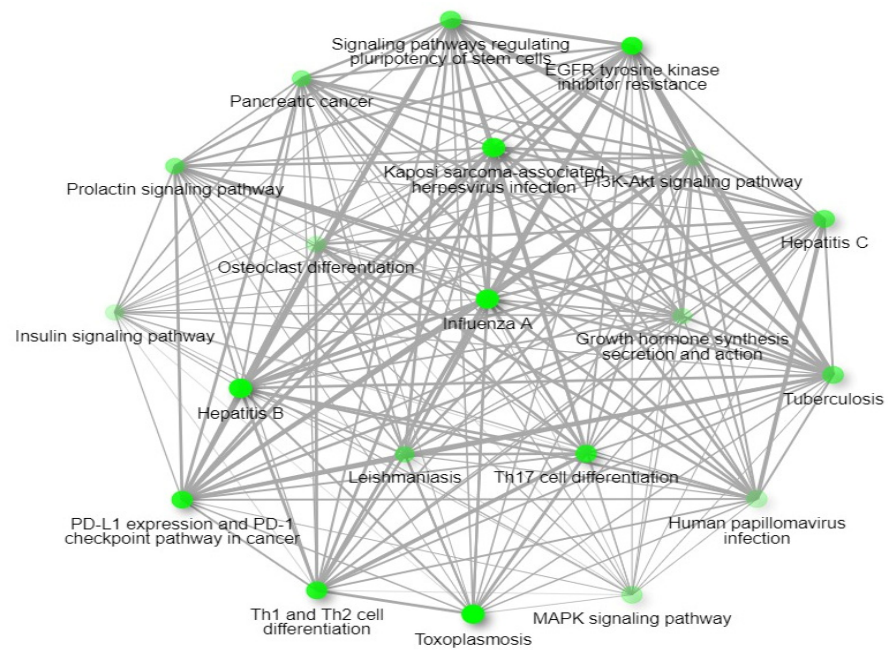 Signaling pathways regulating
pluripotency of stem cells
EGFR tyrosine kinase
inhibitor resistance
Pancreatic cancer
Kaposi sarcoma-associated
herpesvirus infection
PI3K-Akt signaling pathway
Prolactin signaling pathway
Hepatitis C
Osteoclast differentiation
Influenza A
Insulin signaling pathway
Growth hormone synthesis
secretion and action
Hepatitis B
Tuberculosis
Leishmaniasis
Th17 cell differentiation
PD-L1 expression and PD-1
checkpoint pathway in cancer
Human papillomavirus
infection
Th1 and Th2 cell
differentiation
Toxoplasmosis
MAPK signaling pathway